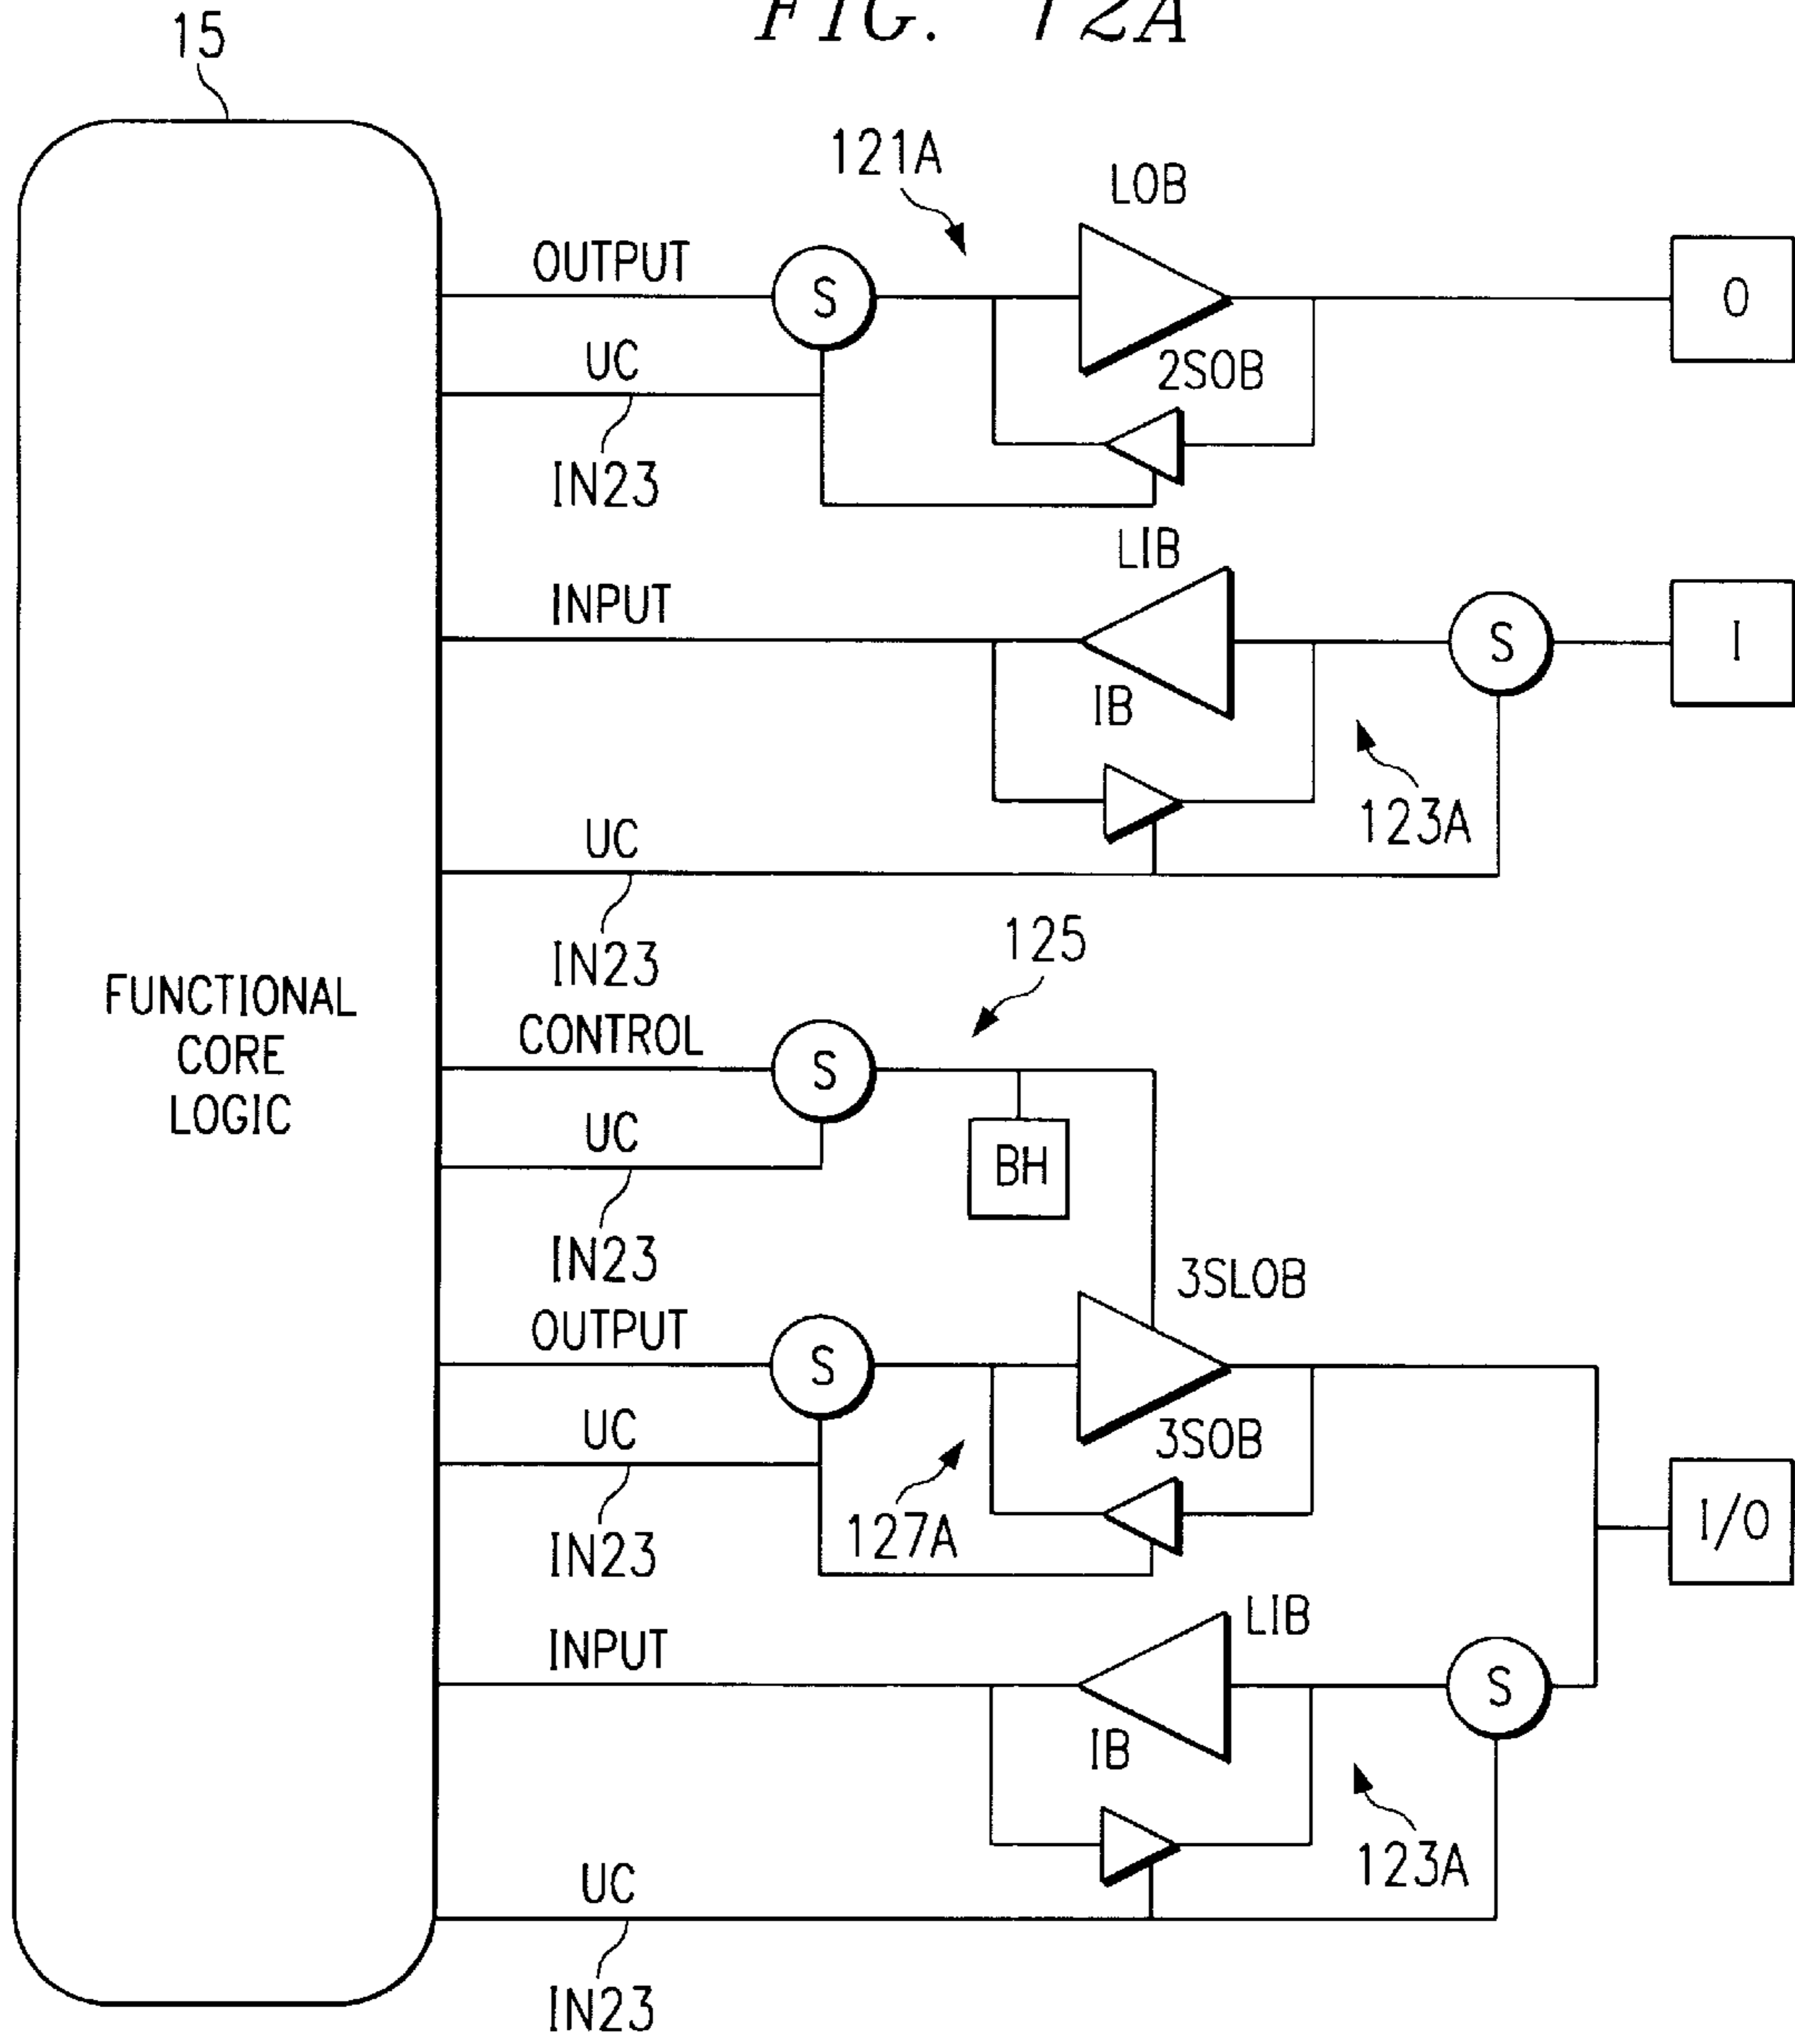 FIG. 12A
15
121A
LOB
OUTPUT
S
O
UC
2SOB
IN23
LIB
INPUT
S
I
IB
123A
UC
IN23
125
FUNCTIONAL
CORE
LOGIC
CONTROL
S
UC
BH
IN23
3SLOB
OUTPUT
S
UC
3SOB
127A
IN23
I/O
LIB
INPUT
S
IB
123A
UC
IN23